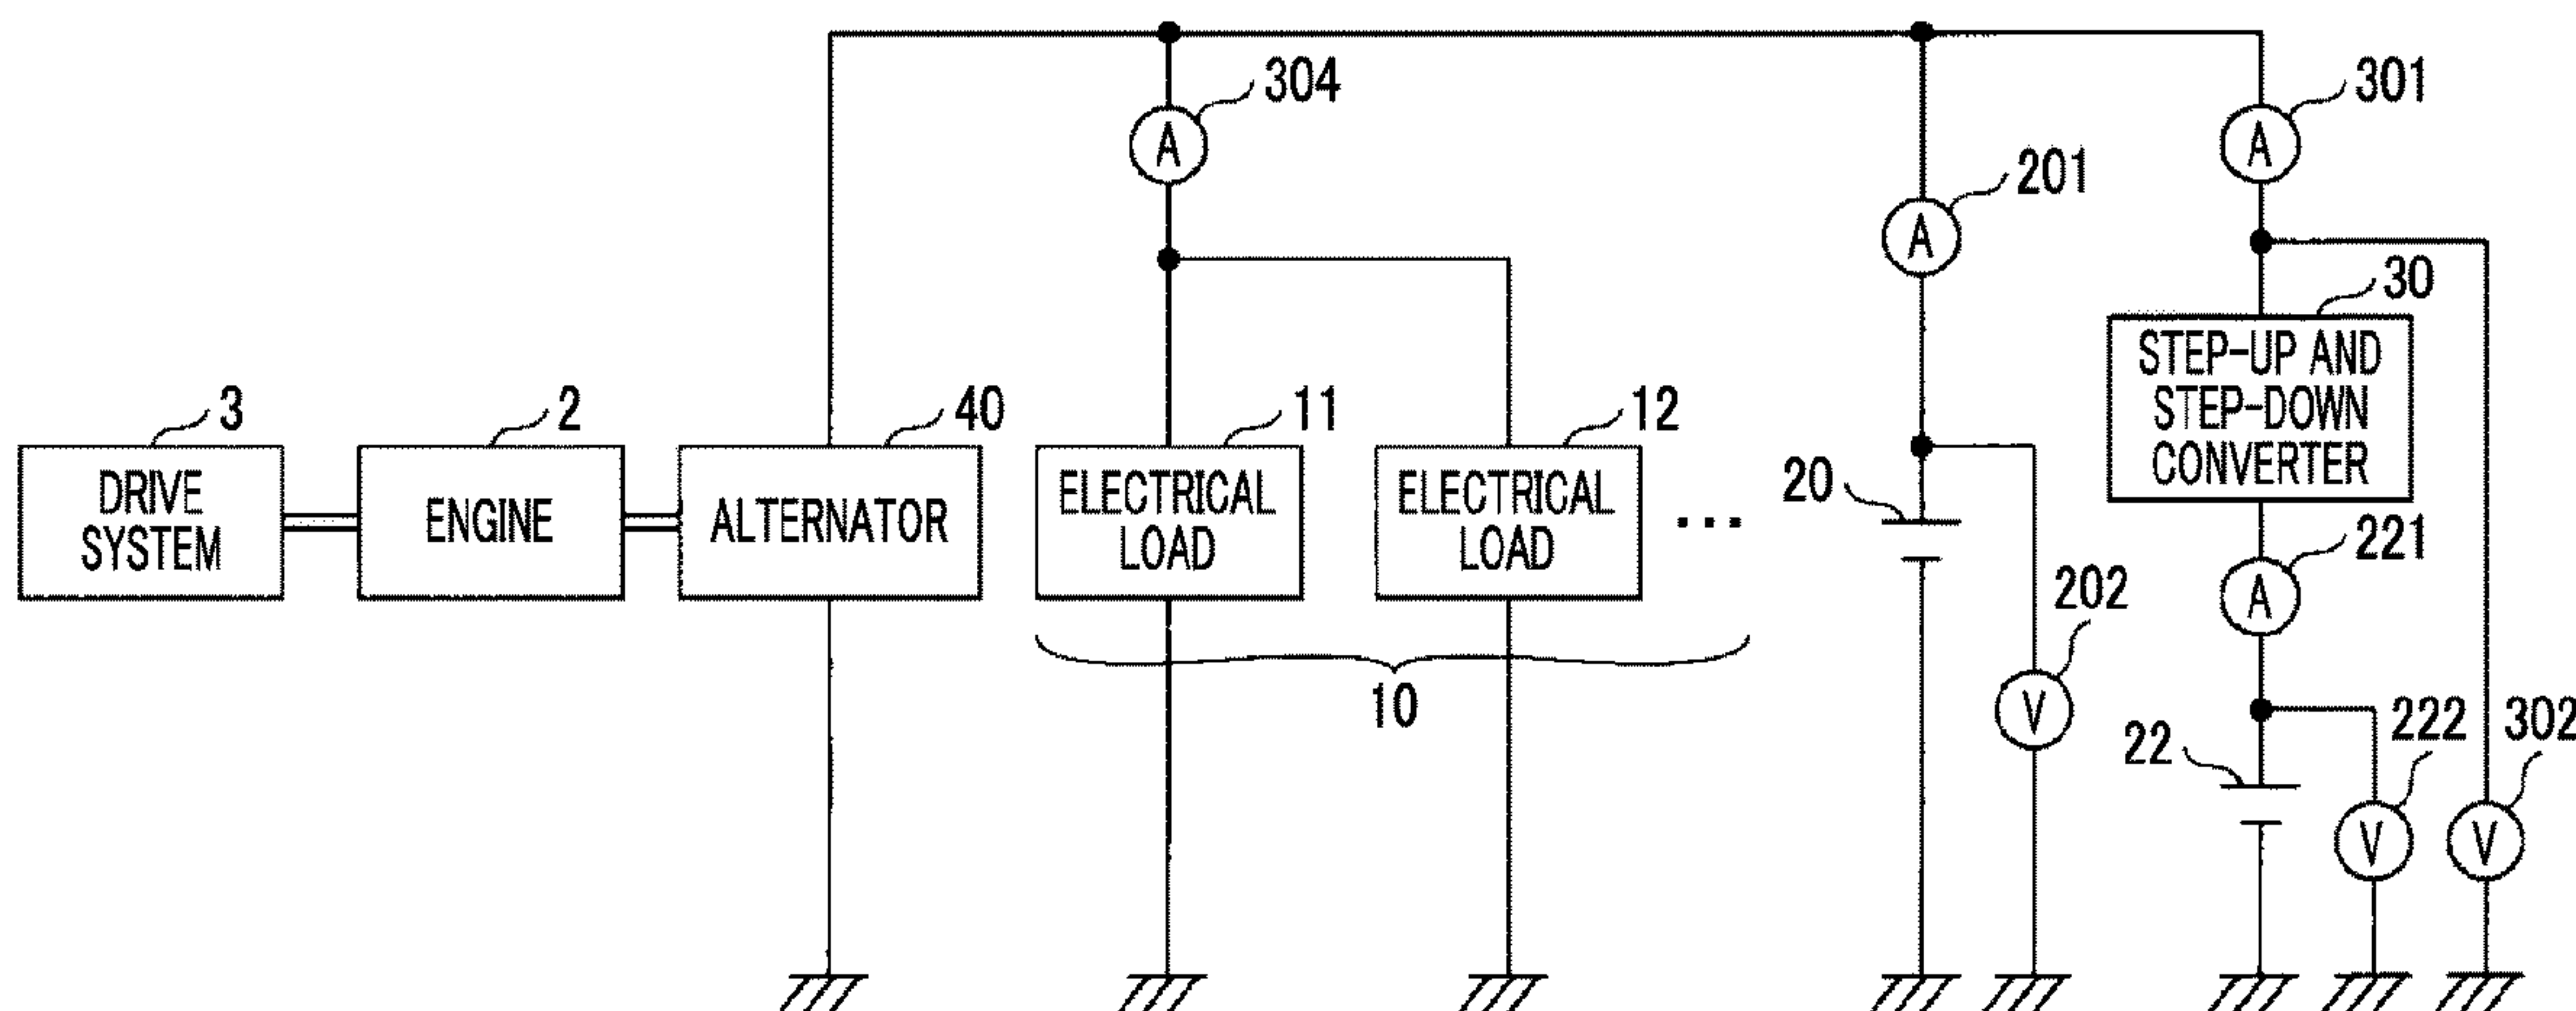 304
A
301
A
201
A
30
STEP-UP AND
STEP-DOWN
CONVERTER
3
DRIVE
SYSTEM
2
ENGINE
40
ALTERNATOR
11
ELECTRICAL
LOAD
12
ELECTRICAL
LOAD
...
10
20
202
V
221
A
22
222
V
302
V